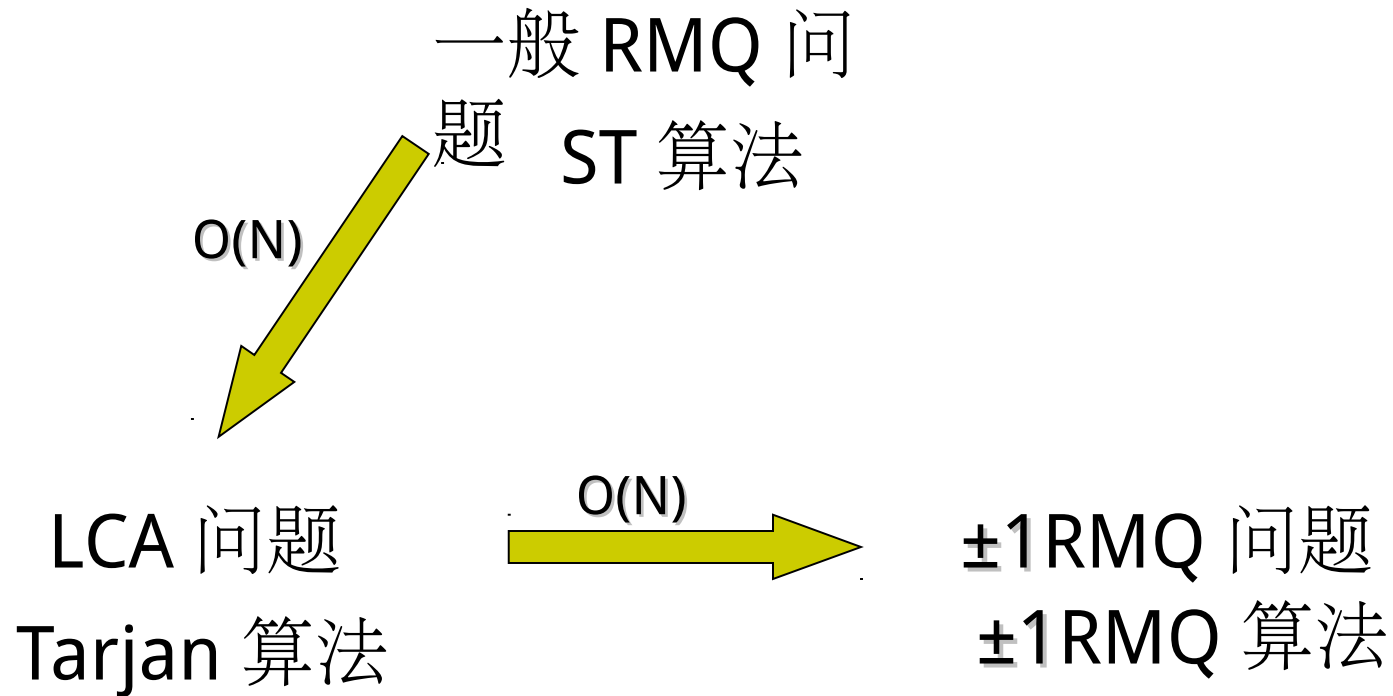 一般 RMQ 问
题
ST 算法
O(N)
O(N)
LCA 问题
±1RMQ 问题
Tarjan 算法
±1RMQ 算法